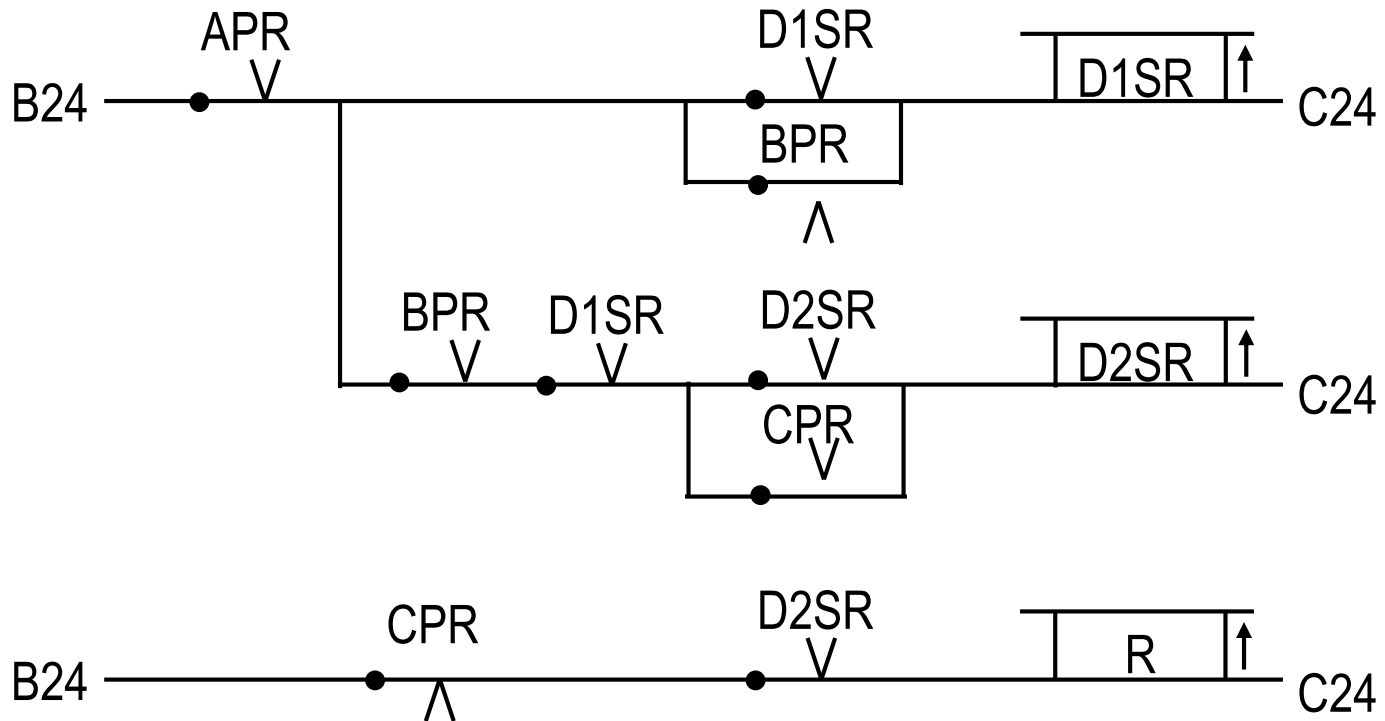 APR D1SR
B24 D1SR C24
BPR
BPR D1SR D2SR
D2SR C24
CPR
CPR D2SR
B24 R C24